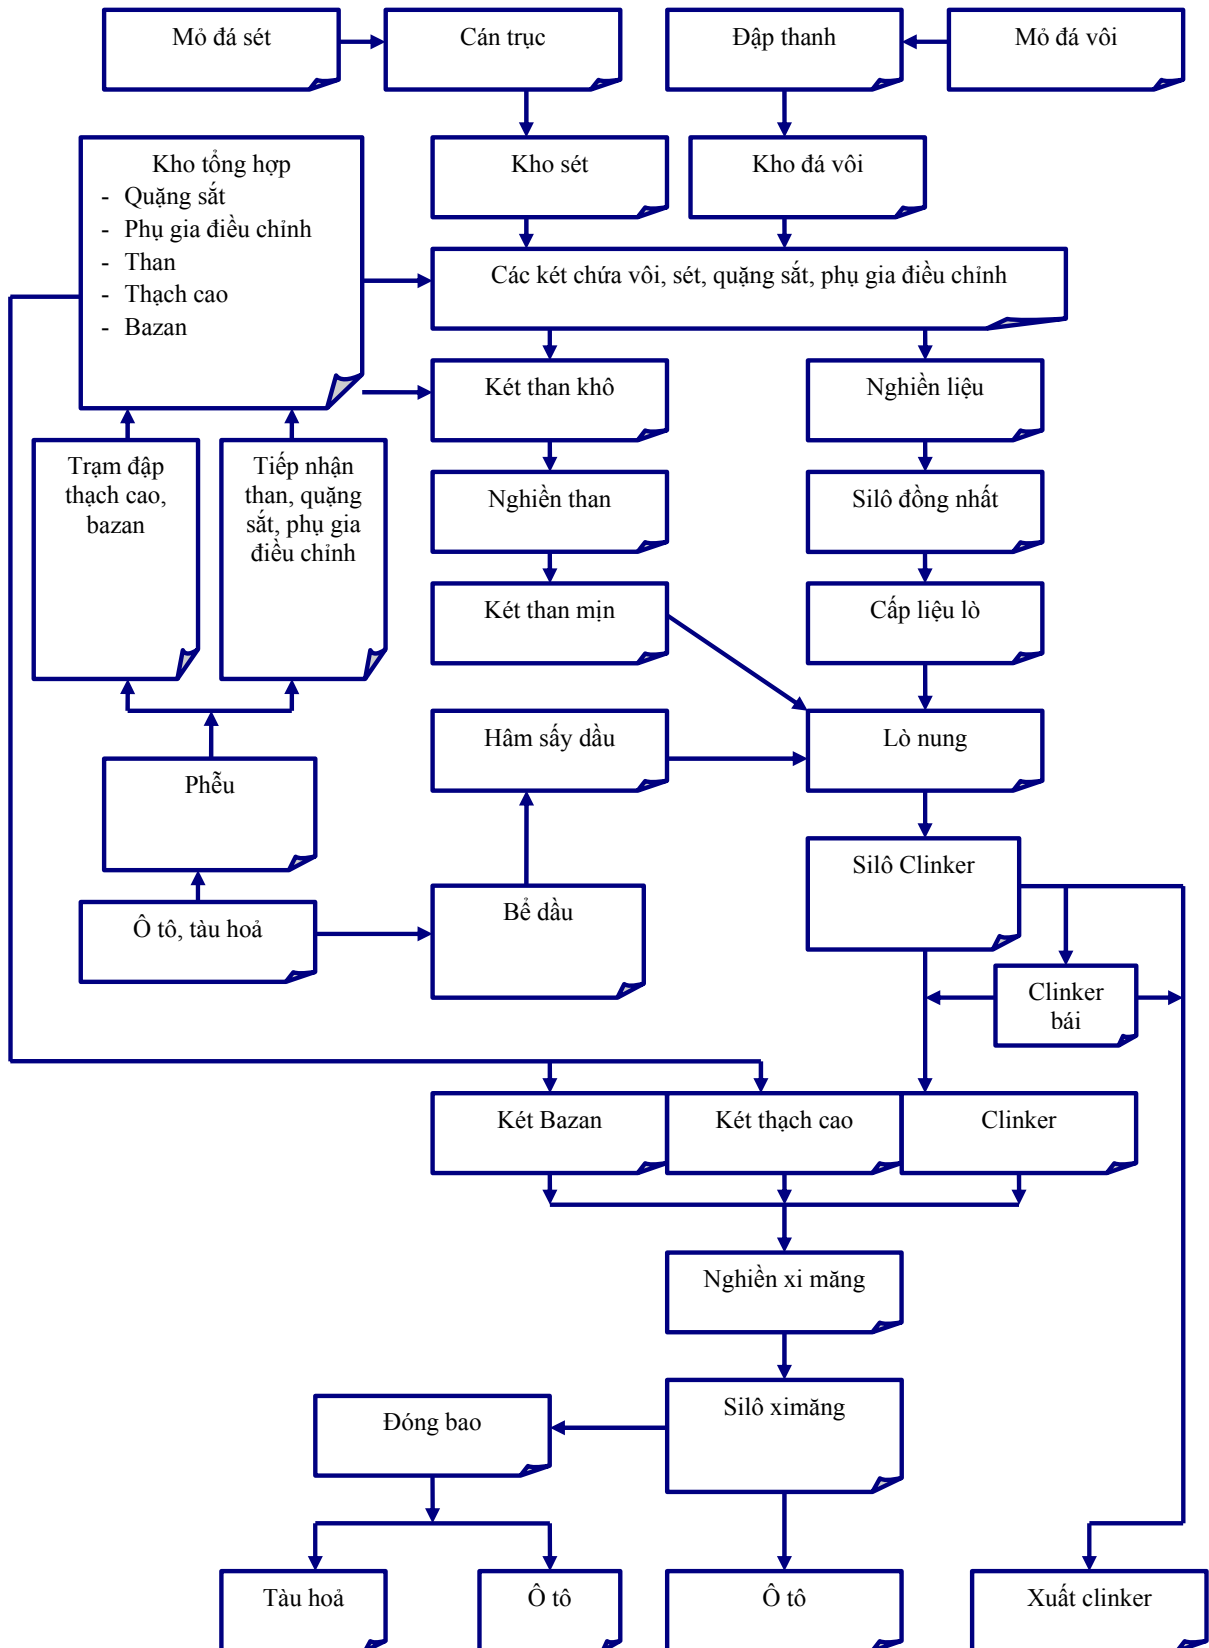 Mỏ đá sét
Cán trục
Đập thanh
Mỏ đá vôi
Kho tổng hợp
- Quặng sắt
- Phụ gia điều chỉnh
- Than
- Thạch cao
- Bazan
Kho sét
Kho đá vôi
Các két chứa vôi, sét, quặng sắt, phụ gia điều chỉnh
Két than khô
Nghiền liệu
Trạm đập
thạch cao,
bazan
Tiếp nhận
than, quặng
sắt, phụ gia
điều chỉnh
Nghiền than
Silô đồng nhất
Két than mịn
Cấp liệu lò
Hâm sấy dầu
Lò nung
Phễu
Silô Clinker
Ô tô, tàu hoả
Bể dầu
Clinker
bái
Két Bazan
Két thạch cao
Clinker
Nghiền xi măng
Đóng bao
Silô ximăng
Tàu hoả
Ô tô
Ô tô
Xuất clinker